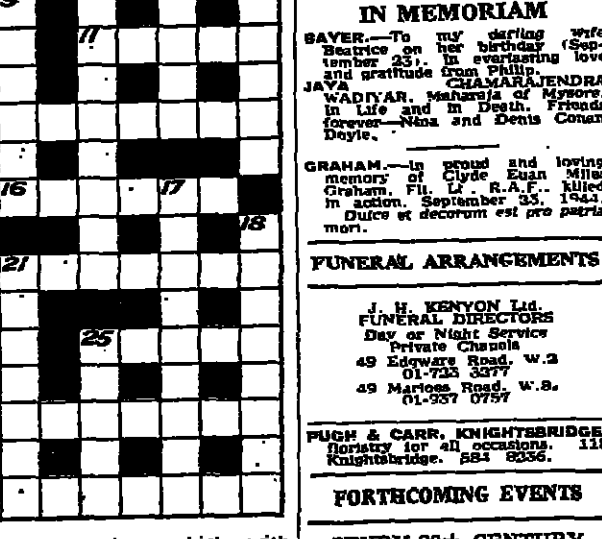 11
16
17
18
21
25
IN MEMORIAM
BAYER.—To my darling wife
Beatrice on her birthday (Sep-
tember 23). In everlasting love
and gratitude from Philip.
JAYA CHAMARAJENDRA
WADIYAR, Maharaja of Mysore.
In Life and in Death. Friends
forever—Nina and Denis Conan
Doyle.
GRAHAM.—In proud and loving
memory of Clyde Euan Miles
Graham, Flt. Lt., R.A.F., killed
in action, September 23, 1944.
Dulce et decorum est pro patria
mori.
FUNERAL ARRANGEMENTS
J. H. KENYON Ltd.
FUNERAL DIRECTORS
Day or Night Service
Private Chapels
49 Edgware Road, W.2
01-723 3277
49 Marloes Road, W.8.
01-937 0757
PUGH & CARR, KNIGHTSBRIDGE
floristry for all occasions. 118
Knightsbridge. 584 8256.
FORTHCOMING EVENTS
CENTURY